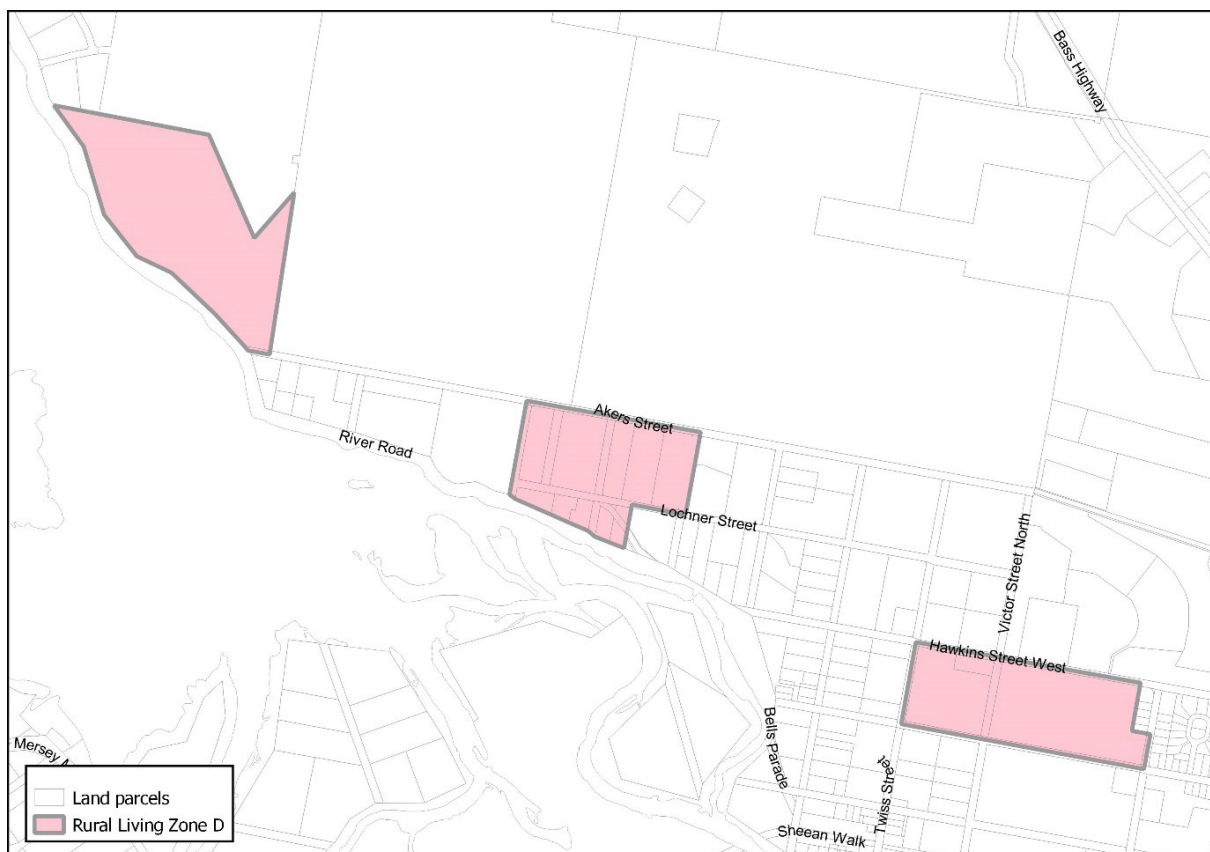 Bass Highway
Akers Street
River Road
Lochner Street
Victor Street North
Hawkins Street West
Bells Parade
Twiss Street
Mersey
Sheean Walk
Land parcels
Rural Living Zone D